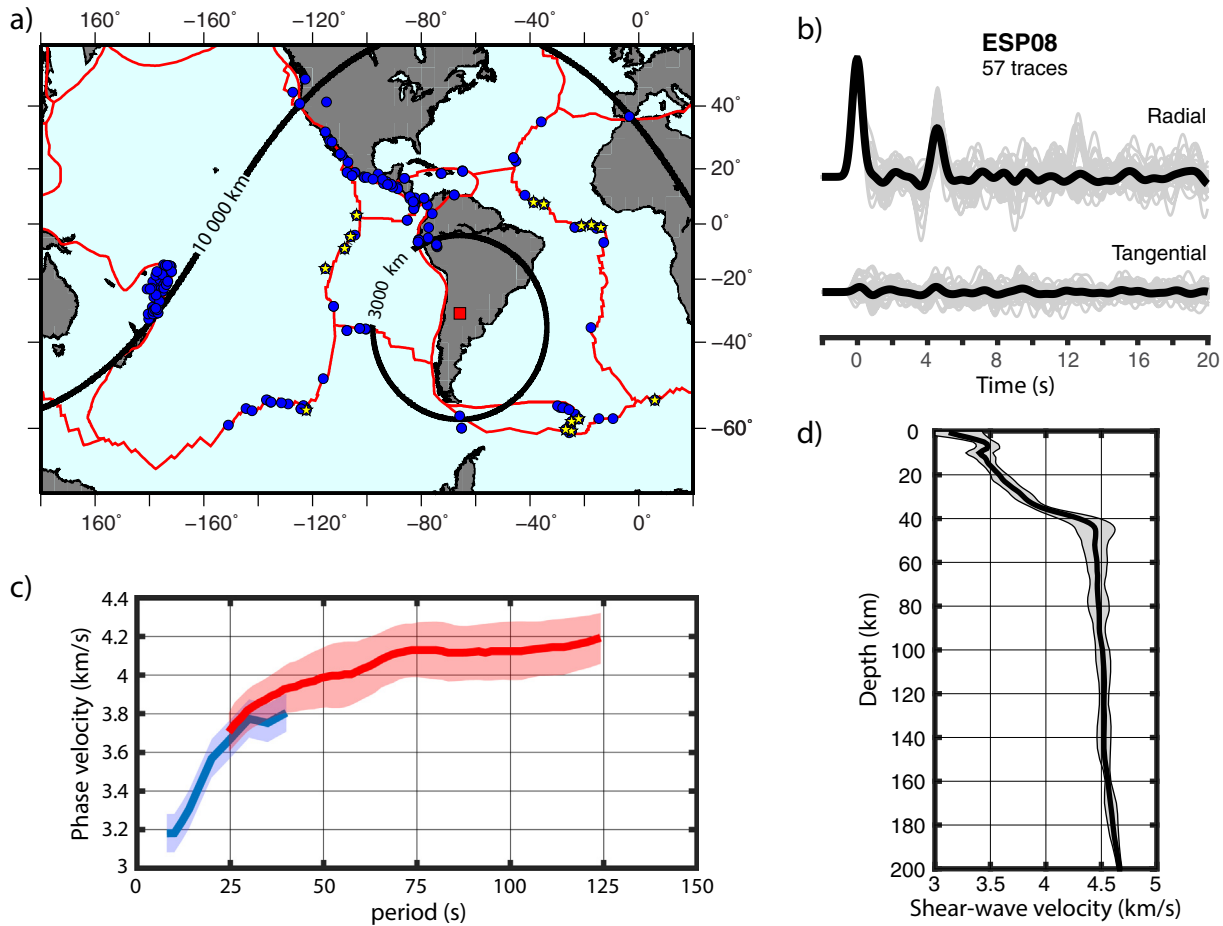 a)
160° −160° −120° −80° −40° 0°
40°
20°
0°
−20°
−40°
−60°
10 000 km
3000 km
160° −160° −120° −80° −40° 0°
b)
ESP08
57 traces
Radial
Tangential
0 4 8 12 16 20
Time (s)
c)
4.4
4.2
4
3.8
3.6
3.4
3.2
3
Phase velocity (km/s)
0 25 50 75 100 125 150
period (s)
d)
0
20
40
60
80
100
120
140
160
180
200
Depth (km)
3 3.5 4 4.5 5
Shear-wave velocity (km/s)